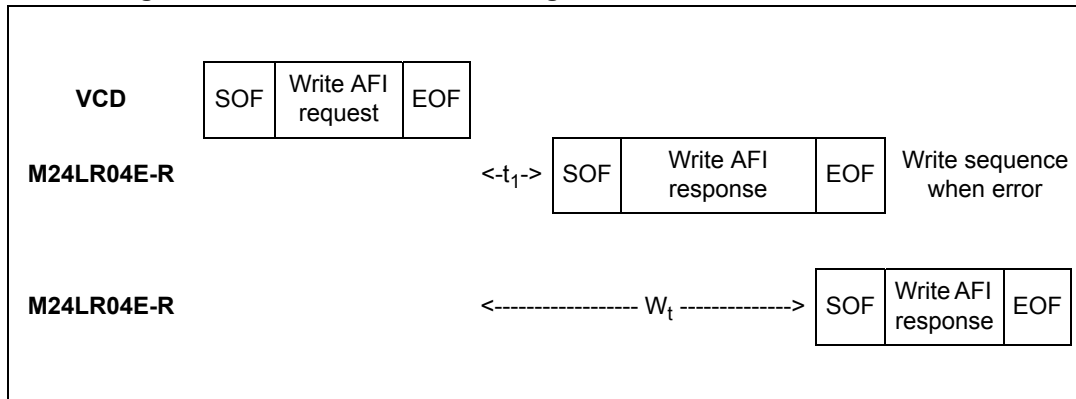 VCD SOF Write AFI request EOF
M24LR04E-R <-t₁-> SOF Write AFI response EOF Write sequence when error
M24LR04E-R <------------------ Wₜ --------------> SOF Write AFI response EOF